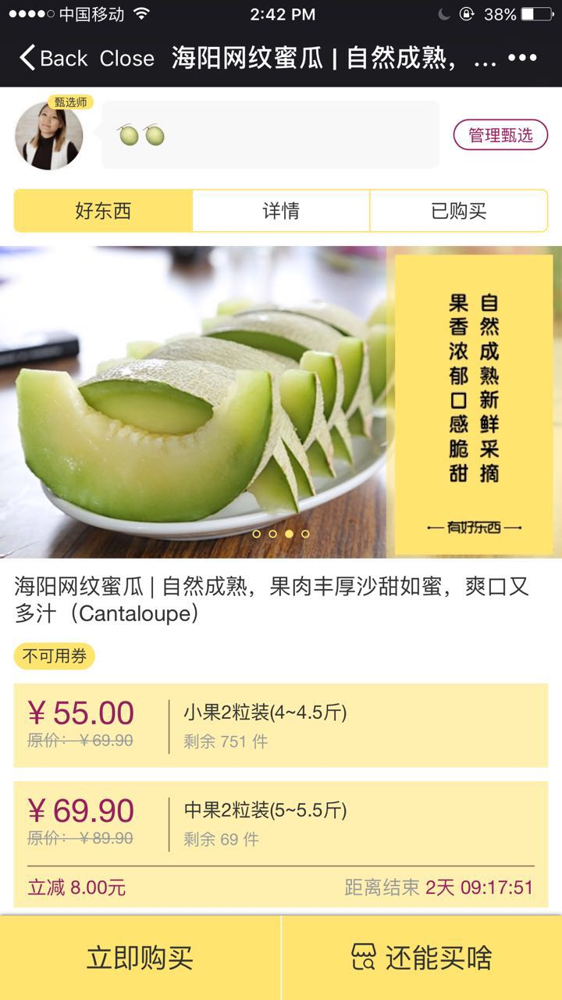 中国移动 2:42 PM 38%
Back Close 海阳网纹蜜瓜 | 自然成熟，...
甄选师
管理甄选
好东西 详情 已购买
自然成熟新鲜采摘
果香浓郁口感脆甜
有好东西
海阳网纹蜜瓜 | 自然成熟，果肉丰厚沙甜如蜜，爽口又
多汁（Cantaloupe）
不可用券
￥55.00 小果2粒装(4~4.5斤)
原价：￥69.90 剩余 751 件
￥69.90 中果2粒装(5~5.5斤)
原价：￥89.90 剩余 69 件
立减 8.00元 距离结束 2天 09:17:51
立即购买 还能买啥